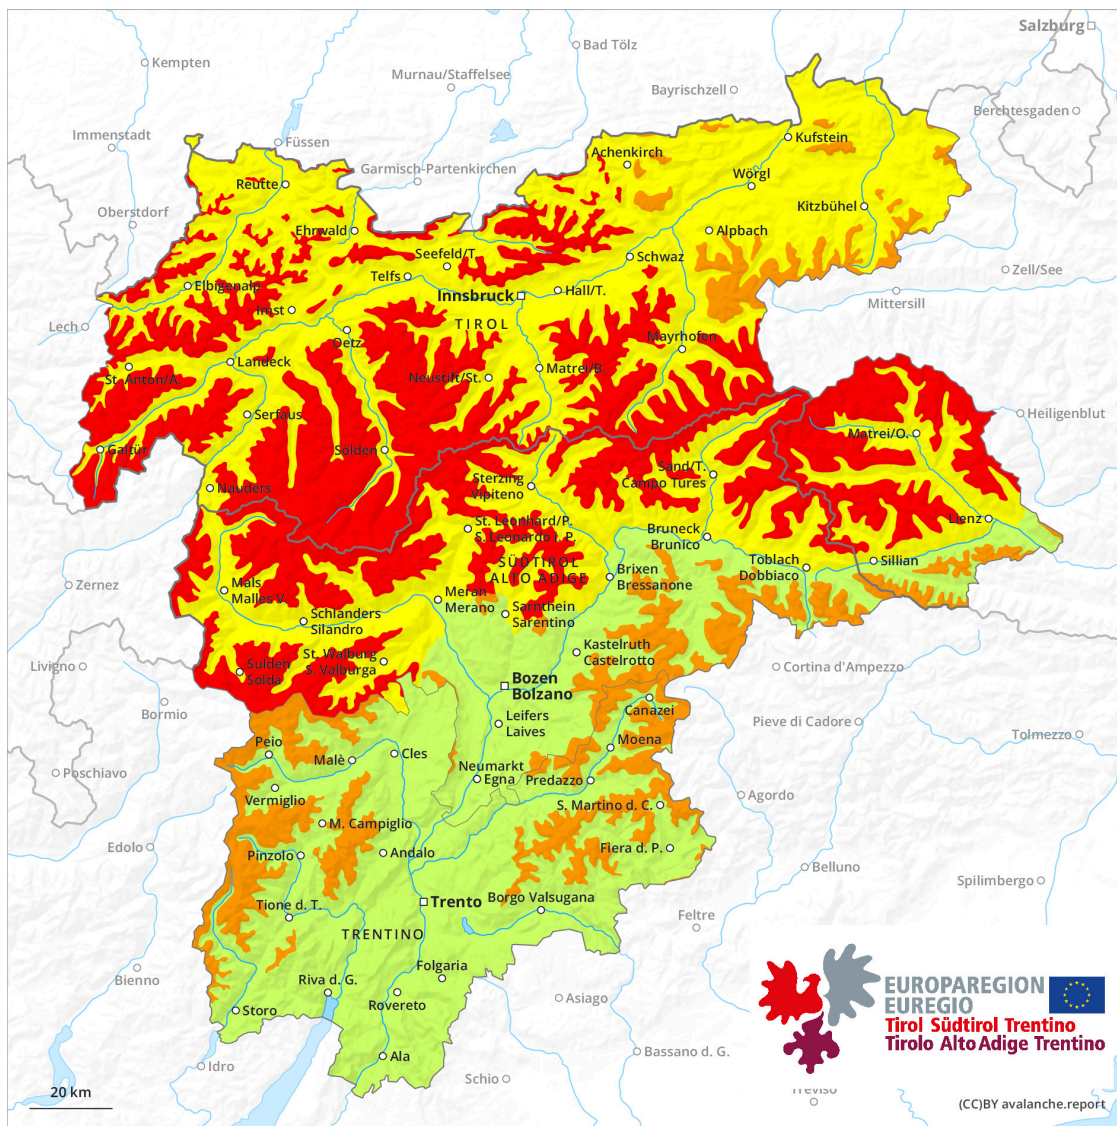 Salzburg
Bad Tölz
Kempten
Murnau/Staffelsee
Bayrischzell
Berchtesgaden
Immenstadt
Füssen
Kufstein
Achenkirch
Garmisch-Partenkirchen
Wörgl
Reutte
Oberstdorf
Kitzbühel
Ehrwald
Alpbach
Seefeld/T.
Schwaz
Zell/See
Telfs
Elbigenalp
Hall/T.
Innsbruck
Mittersill
Imst
TIROL
Lech
Oetz
Mayrhofen
Landeck
Matrei/B.
St. Anton/A.
Neustift/St.
Serfaus
Heiligenblut
Matrei/O.
Galtür
Sölden
Sand/T.
Campo Tures
Sterzing
Vipiteno
Nauders
Lienz
St. Leonhard/P.
S. Leonardo i. P.
Bruneck
Brunico
Toblach
Dobbiaco
Sillian
SÜDTIROL
ALTO ADIGE
Brixen
Bressanone
Zernez
Mals
Malles V.
Meran
Merano
Sarnthein
Sarentino
Schlanders
Silandro
Kastelruth
Castelrotto
St. Walburg
S. Valburga
Livigno
Sulden
Solda
Cortina d'Ampezzo
Bozen
Bolzano
Bormio
Canazei
Leifers
Laives
Pieve di Cadore
Tolmezzo
Peio
Moena
Cles
Malè
Poschiavo
Neumarkt
Egna
Predazzo
Vermiglio
Agordo
S. Martino d. C.
M. Campiglio
Edolo
Pinzolo
Andalo
Fiera d. P.
Belluno
Spilimbergo
Borgo Valsugana
Trento
Tione d. T.
Feltre
TRENTINO
Folgaria
Bienno
Riva d. G.
Rovereto
Asiago
Storo
EUROPAREGION
EUREGIO
Tirol Südtirol Trentino
Tirolo Alto Adige Trentino
Ala
Bassano d. G.
Idro
Schio
Treviso
20 km
(CC)BY avalanche.report